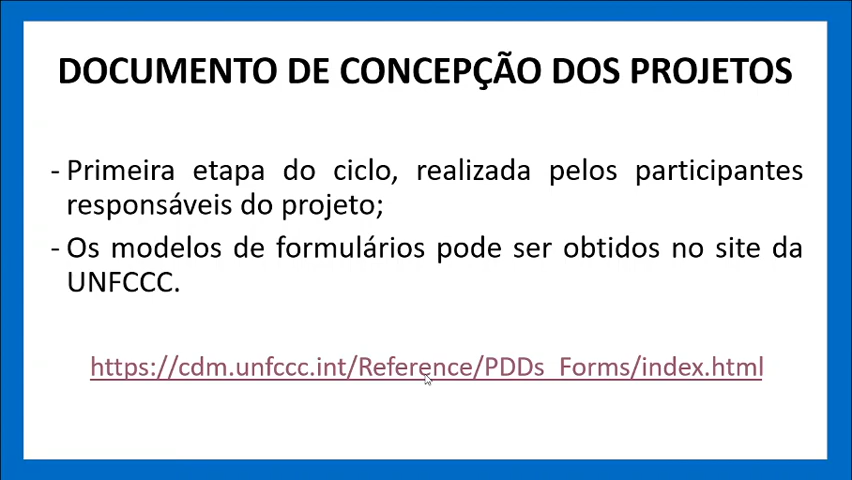 DOCUMENTO DE CONCEPÇÃO DOS PROJETOS
- Primeira etapa do ciclo, realizada pelos participantes
responsáveis do projeto;
- Os modelos de formulários pode ser obtidos no site da
UNFCCC.
https://cdm.unfccc.int/Reference/PDDs_Forms/index.html